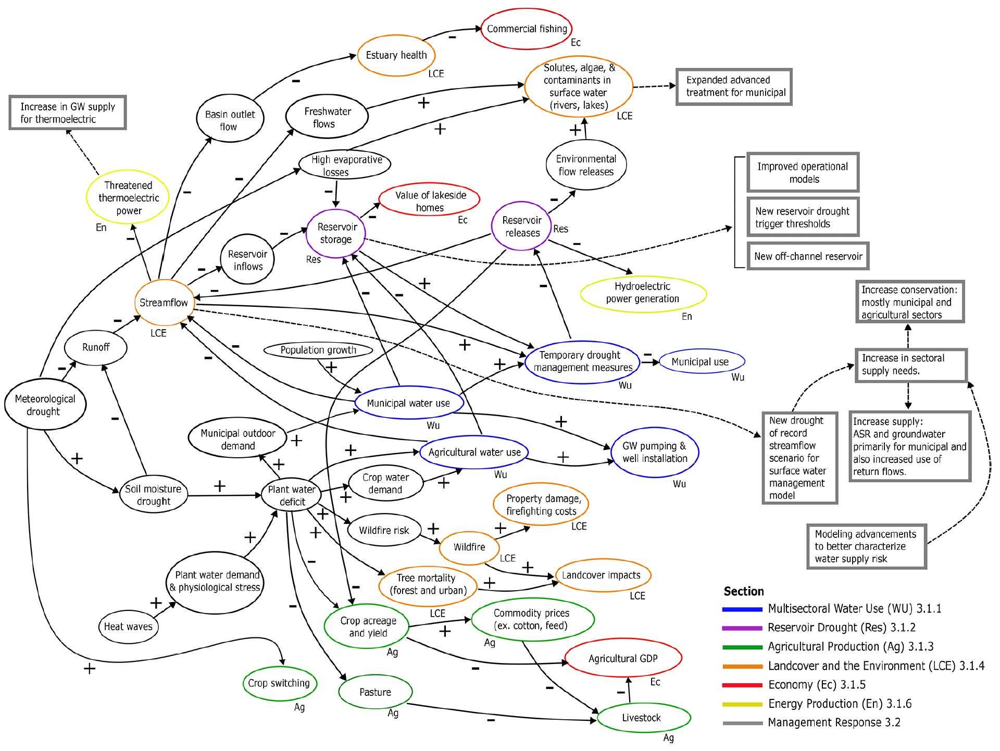 Commercial fishing
Ec
Estuary health
LCE
Solutes, algae, &
contaminants in
surface water
(rivers, lakes)
LCE
Expanded advanced
treatment for municipal
Increase in GW supply
for thermoelectric
Basin outlet
flow
Freshwater
flows
High evaporative
losses
Environmental
flow releases
Improved operational
models
New reservoir drought
trigger thresholds
New off-channel reservoir
Threatened
thermoelectric
power
En
Value of lakeside
homes
Ec
Reservoir
storage
Res
Reservoir
releases
Res
Reservoir
inflows
Hydroelectric
power generation
En
Streamflow
LCE
Increase conservation:
mostly municipal and
agricultural sectors
Runoff
Population growth
Temporary drought
management measures
Wu
Municipal use
Wu
Increase in sectoral
supply needs.
Meteorological
drought
Municipal water use
Wu
Municipal outdoor
demand
Agricultural water use
Wu
GW pumping &
well installation
Wu
New drought
of record
streamflow
scenario for
surface water
management
model
Increase supply:
ASR and groundwater
primarily for municipal and
also increased use of
return flows.
Soil moisture
drought
Plant water
deficit
Crop water
demand
Property damage,
firefighting costs
LCE
Wildfire risk
Wildfire
LCE
Modeling advancements
to better characterize
water supply risk
Plant water demand
& physiological stress
Tree mortality
(forest and urban)
LCE
Landcover impacts
LCE
Heat waves
Crop acreage
and yield
Ag
Commodity prices
(ex. cotton, feed)
Ag
Agricultural GDP
Ec
Crop switching
Ag
Pasture
Ag
Livestock
Ag
Section
Multisectoral Water Use (WU) 3.1.1
Reservoir Drought (Res) 3.1.2
Agricultural Production (Ag) 3.1.3
Landcover and the Environment (LCE) 3.1.4
Economy (Ec) 3.1.5
Energy Production (En) 3.1.6
Management Response 3.2